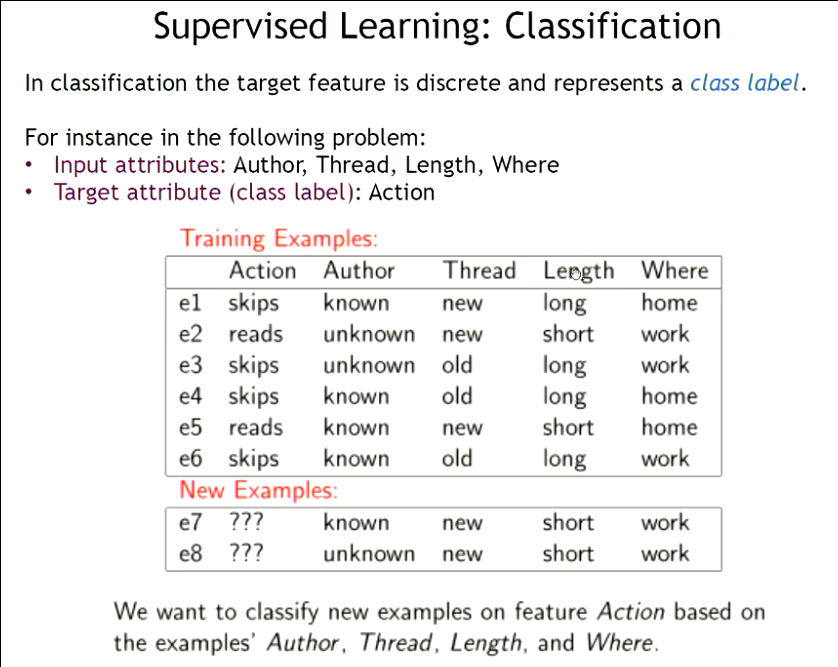 Supervised Learning: Classification
In classification the target feature is discrete and represents a class label.
For instance in the following problem:
• Input attributes: Author, Thread, Length, Where
• Target attribute (class label): Action
Training Examples:
Action Author Thread Length Where
e1 skips known new long home
e2 reads unknown new short work
e3 skips unknown old long work
e4 skips known old long home
e5 reads known new short home
e6 skips known old long work
New Examples:
e7 ??? known new short work
e8 ??? unknown new short work
We want to classify new examples on feature Action based on
the examples' Author, Thread, Length, and Where.